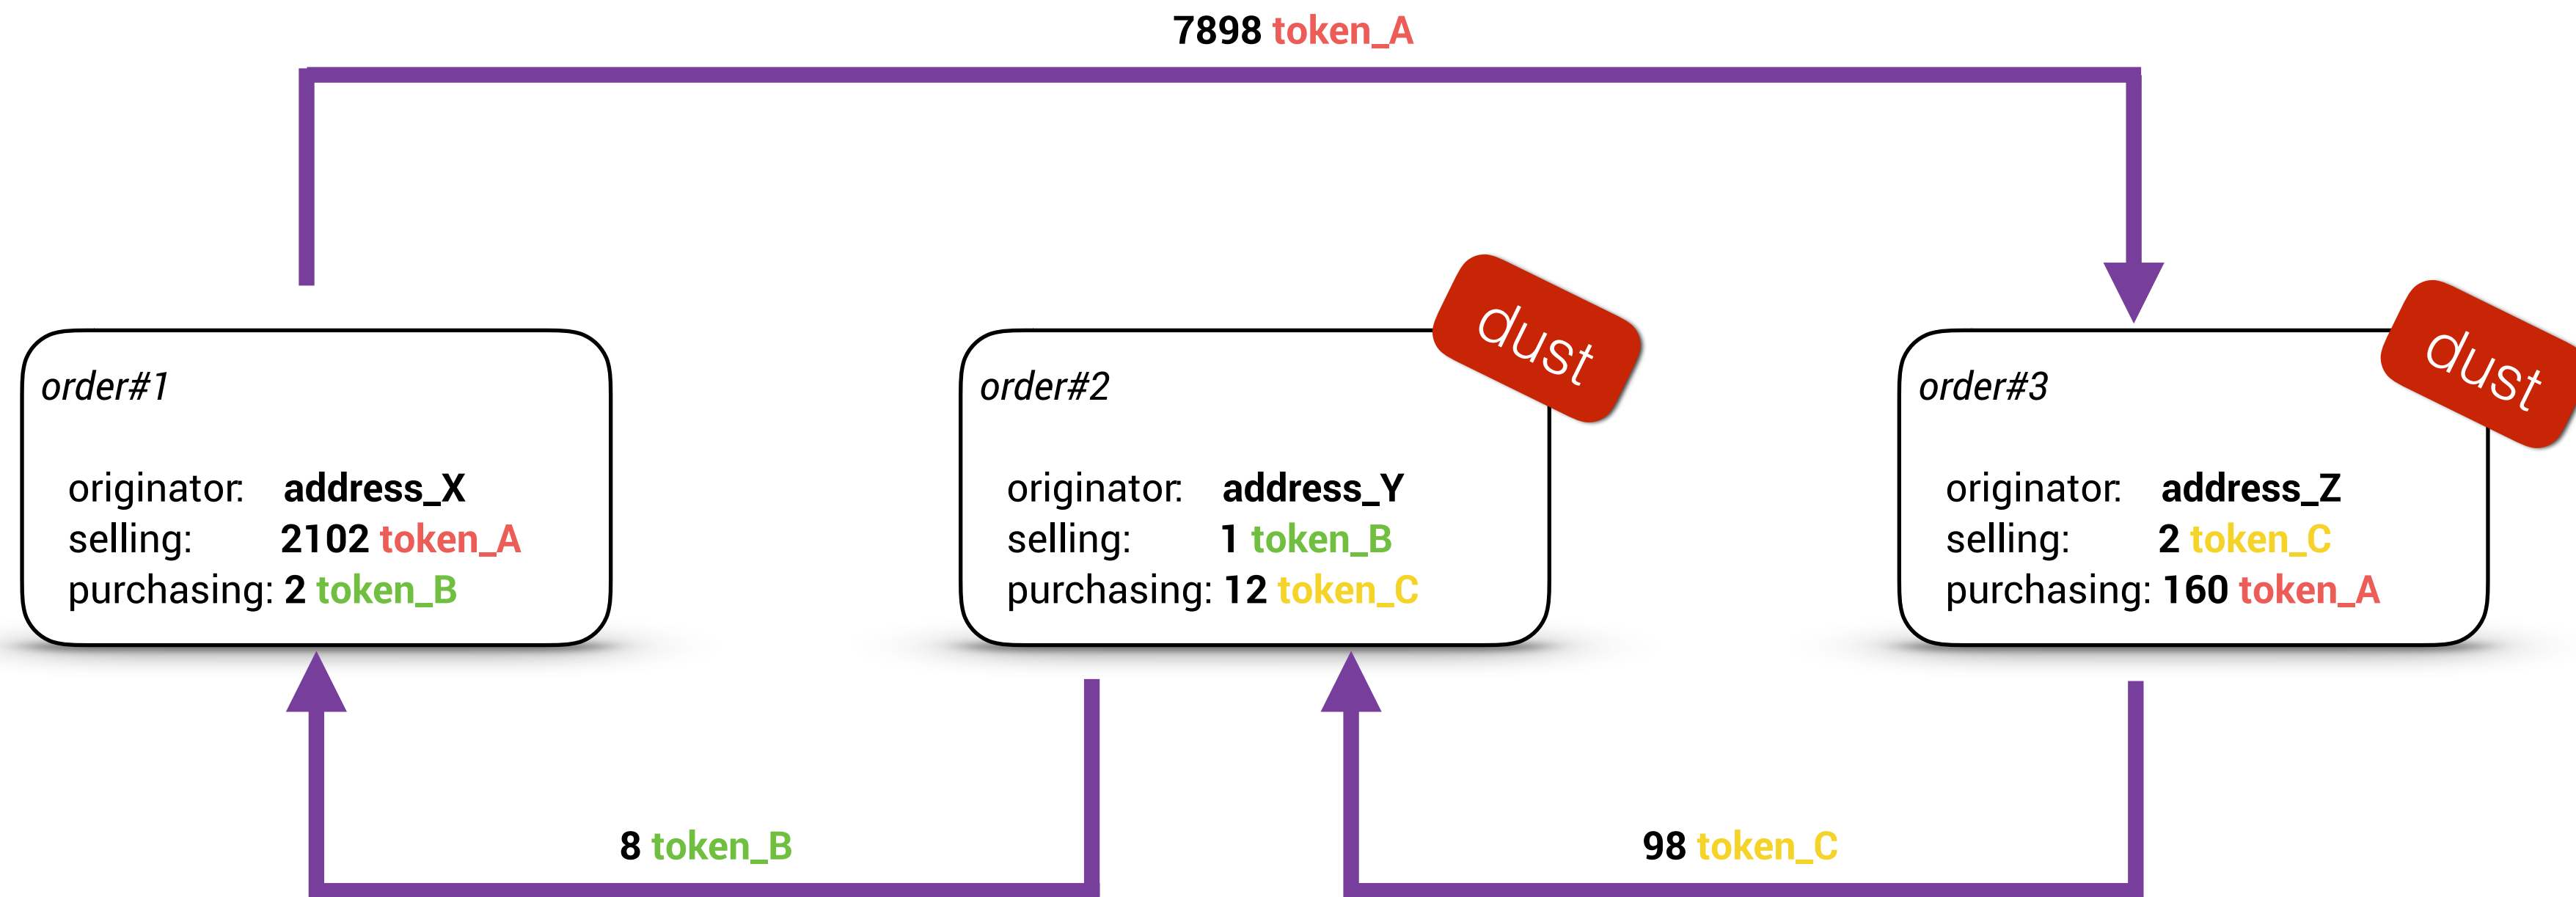 7898 token_A
dust
dust
order#1
originator: address_X
selling: 2102 token_A
purchasing: 2 token_B
order#2
originator: address_Y
selling: 1 token_B
purchasing: 12 token_C
order#3
originator: address_Z
selling: 2 token_C
purchasing: 160 token_A
8 token_B
98 token_C